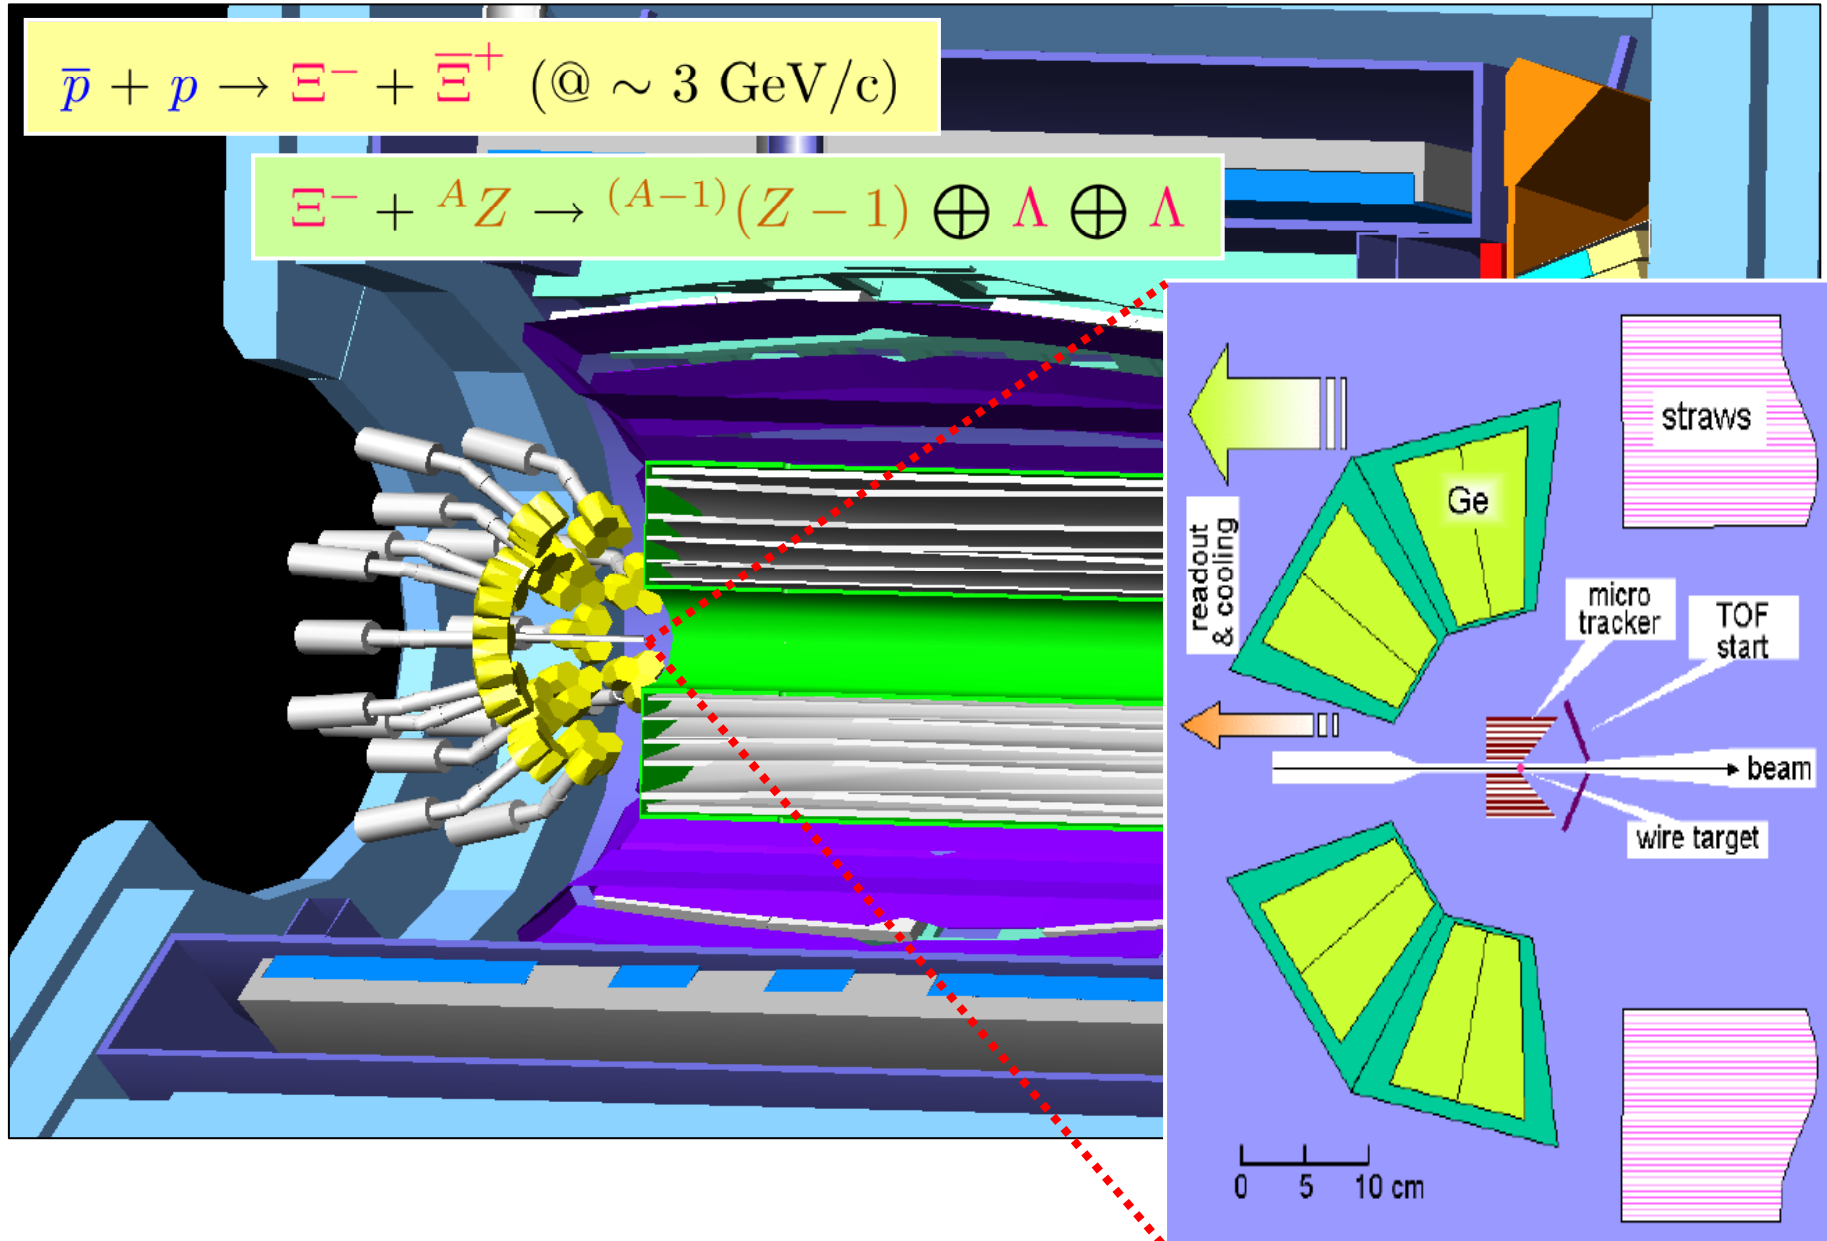 p̅ + p → Ξ⁻ + Ξ̅⁺ (@ ∼ 3 GeV/c)
Ξ⁻ + ᴬZ → ⁽ᴬ⁻¹⁾(Z − 1) ⊕ Λ ⊕ Λ
straws
Ge
readout
& cooling
micro
tracker
TOF
start
beam
wire target
0 5 10 cm